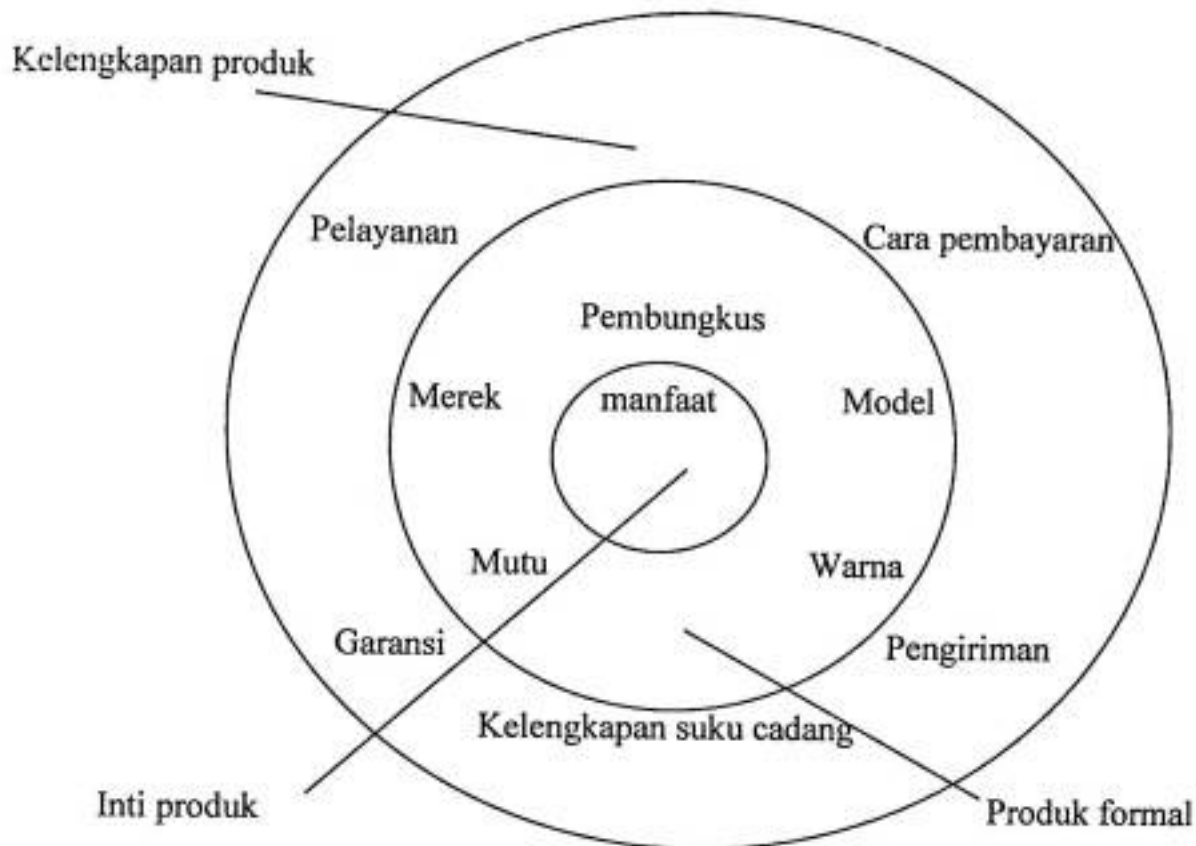 Kelengkapan produk
Pelayanan
Cara pembayaran
Pembungkus
Merek
manfaat
Model
Mutu
Warna
Garansi
Pengiriman
Kelengkapan suku cadang
Inti produk
Produk formal